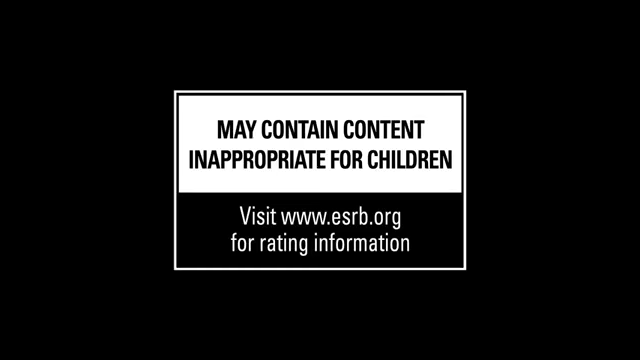 MAY CONTAIN CONTENT
INAPPROPRIATE FOR CHILDREN
Visit www.esrb.org
for rating information